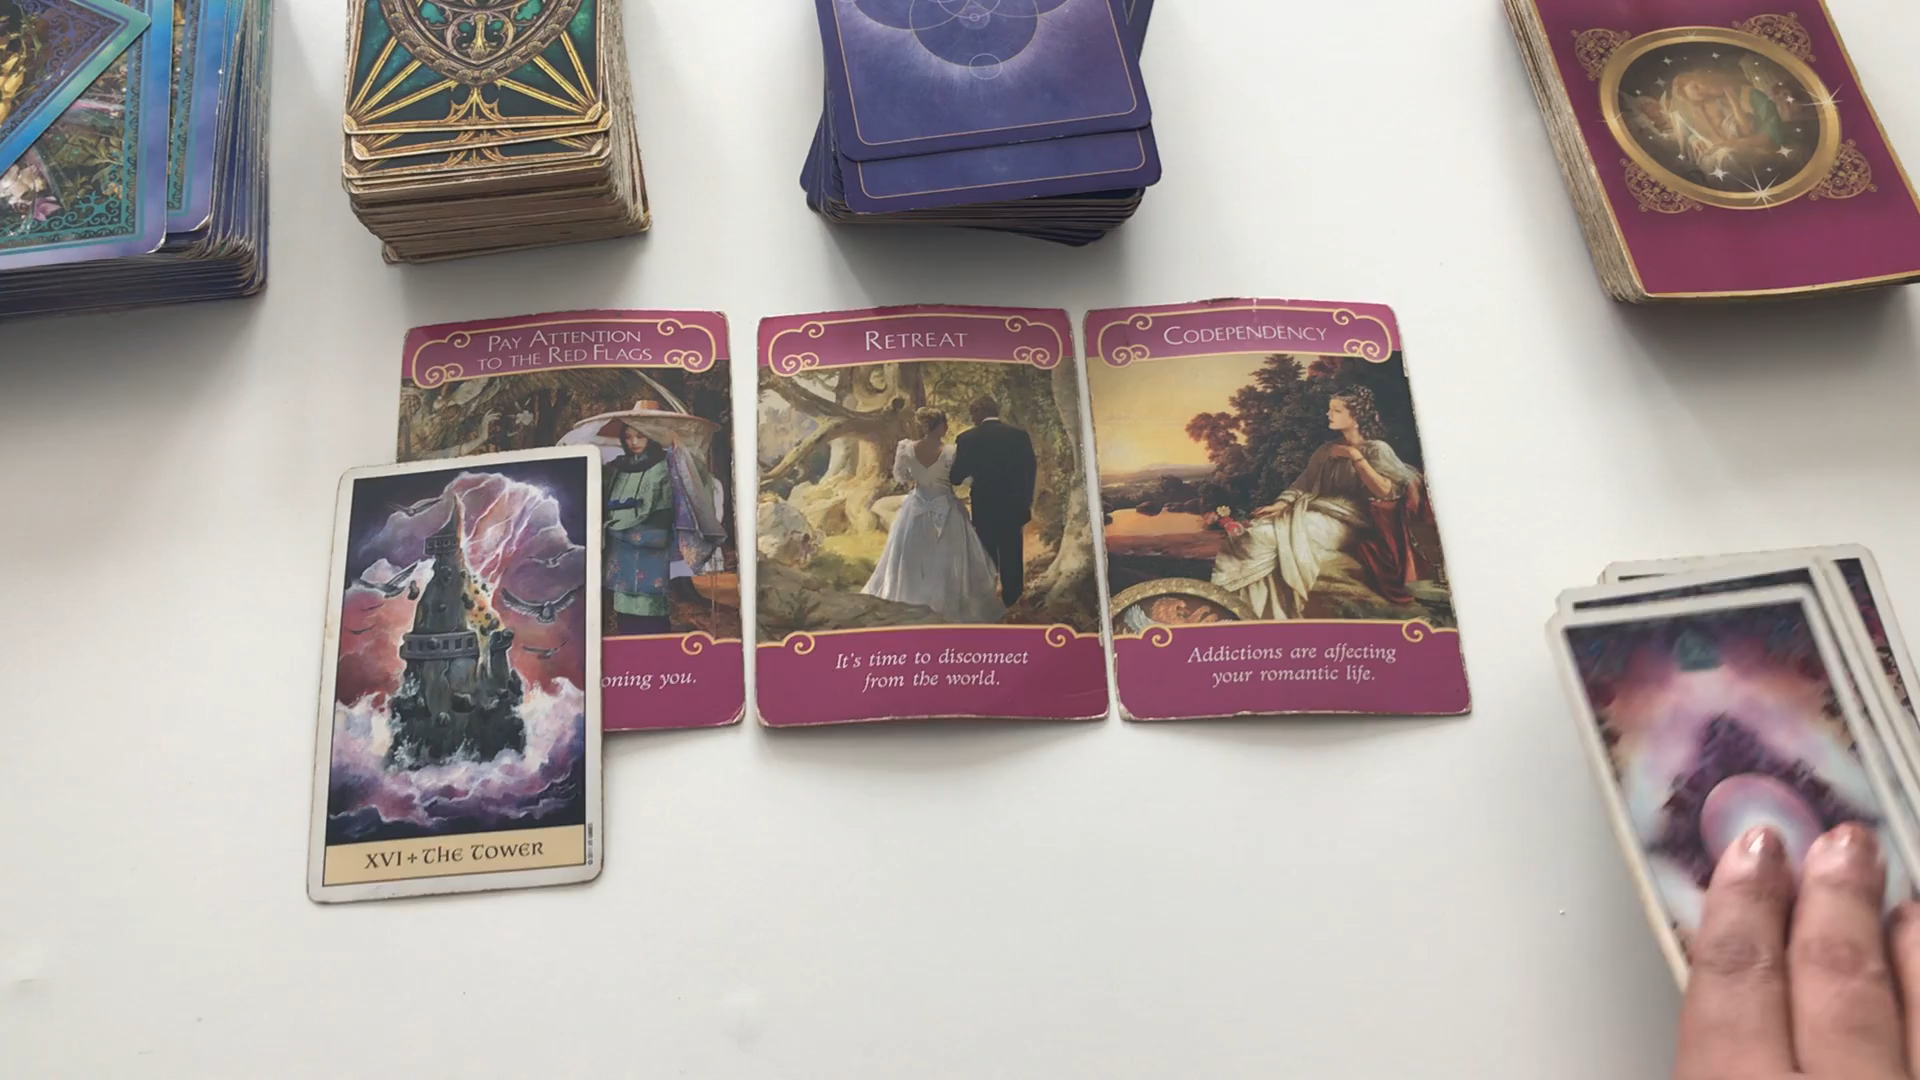 PAY ATTENTION
TO THE RED FLAGS
oning you.
RETREAT
It's time to disconnect
from the world.
CODEPENDENCY
Addictions are affecting
your romantic life.
XVI + THE TOWER